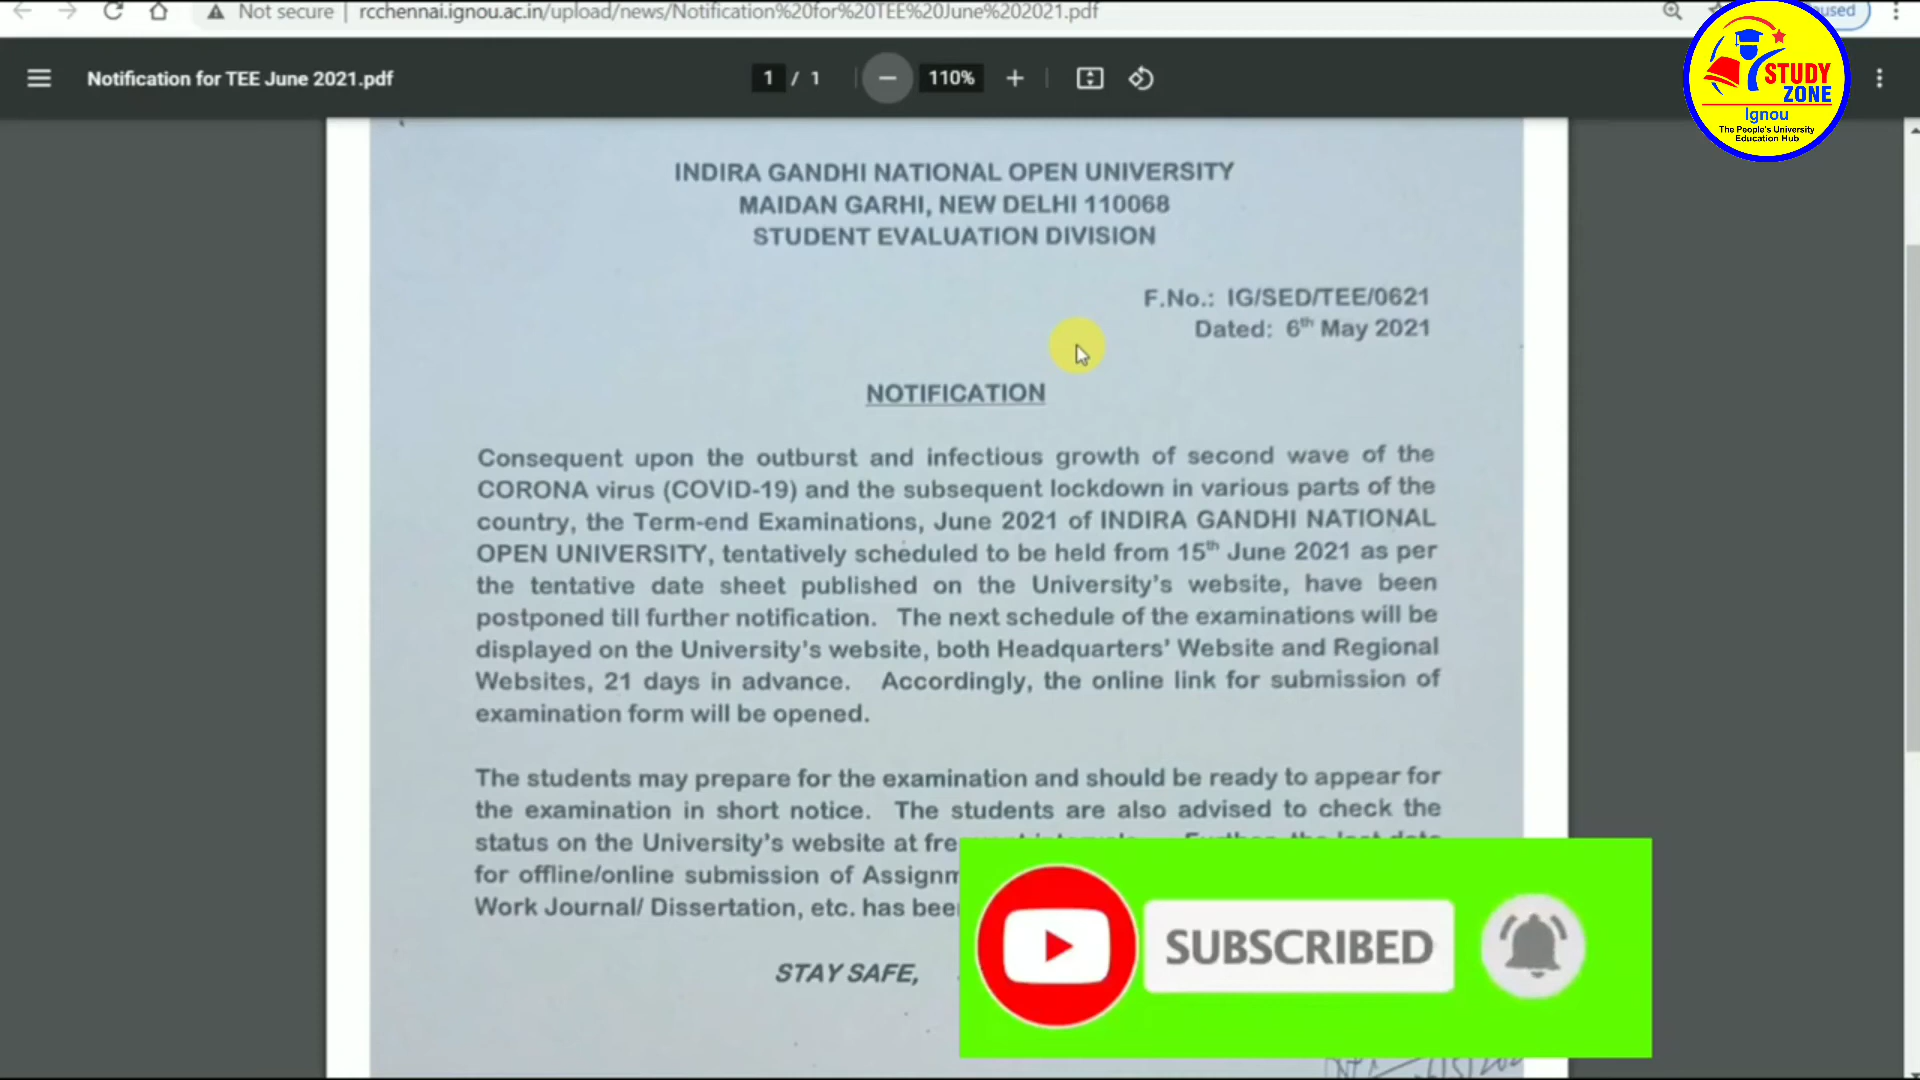 Not secure | rcchennai.ignou.ac.in/upload/news/Notification%20for%20TEE%20June%202021.pdf
Notification for TEE June 2021.pdf
1 / 1
110%
STUDY
ZONE
Ignou
The People's University
Education Hub
INDIRA GANDHI NATIONAL OPEN UNIVERSITY
MAIDAN GARHI, NEW DELHI 110068
STUDENT EVALUATION DIVISION
F.No.: IG/SED/TEE/0621
Dated: 6th May 2021
NOTIFICATION
Consequent upon the outburst and infectious growth of second wave of the
CORONA virus (COVID-19) and the subsequent lockdown in various parts of the
country, the Term-end Examinations, June 2021 of INDIRA GANDHI NATIONAL
OPEN UNIVERSITY, tentatively scheduled to be held from 15th June 2021 as per
the tentative date sheet published on the University's website, have been
postponed till further notification. The next schedule of the examinations will be
displayed on the University's website, both Headquarters' Website and Regional
Websites, 21 days in advance. Accordingly, the online link for submission of
examination form will be opened.
The students may prepare for the examination and should be ready to appear for
the examination in short notice. The students are also advised to check the
status on the University's website at
for offline/online submission of
Work Journal/ Dissertation, etc. has
STAY SAFE,
SUBSCRIBED